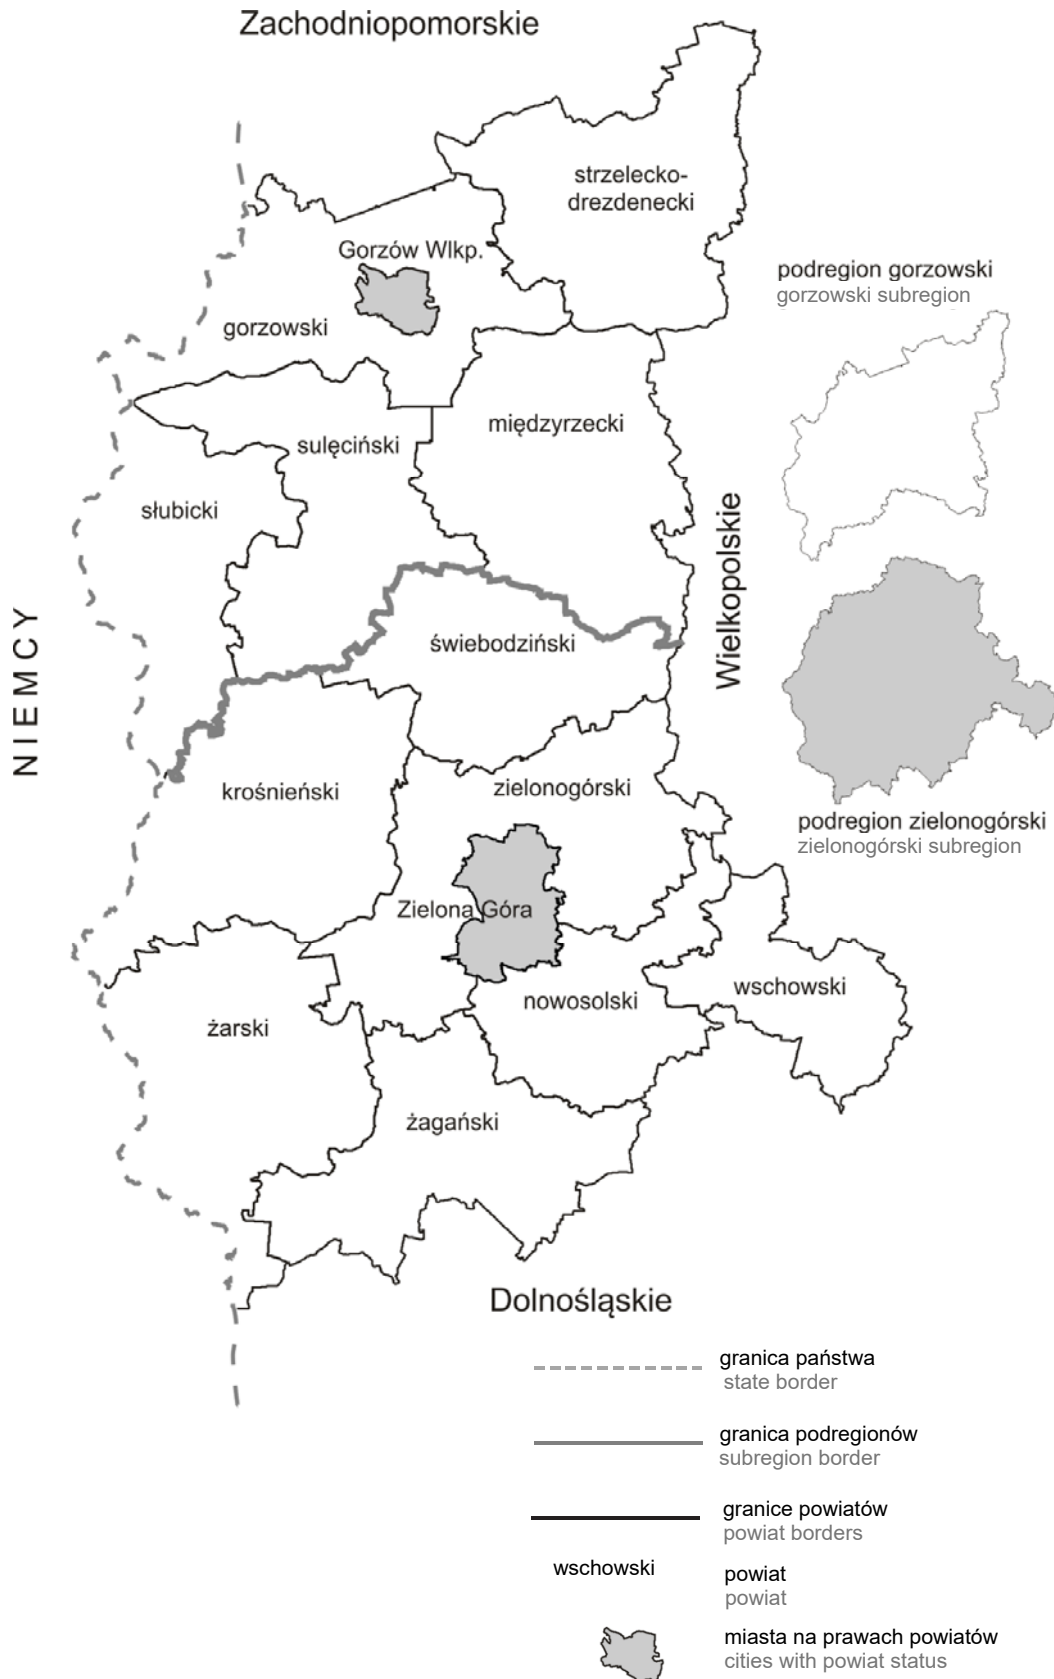 Zachodniopomorskie
strzelecko-
drezdenecki
Gorzów Wlkp.
podregion gorzowski
gorzowski subregion
gorzowski
międzyrzecki
sulęciński
słubicki
Wielkopolskie
NIEMCY
świebodziński
krośnieński
zielonogórski
podregion zielonogórski
zielonogórski subregion
Zielona Góra
wschowski
nowosolski
żarski
żagański
Dolnośląskie
granica państwa
state border
granica podregionów
subregion border
granice powiatów
powiat borders
wschowski
powiat
powiat
miasta na prawach powiatów
cities with powiat status